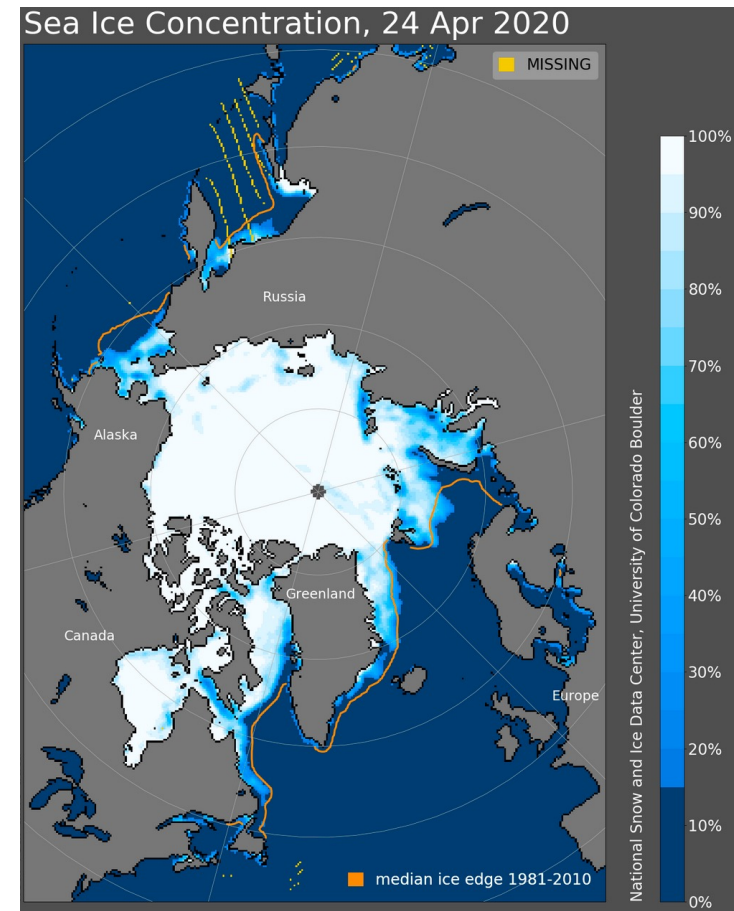 Sea Ice Concentration, 24 Apr 2020
MISSING
100%
90%
80%
70%
60%
50%
40%
30%
20%
10%
0%
Russia
Alaska
Greenland
Canada
Europe
median ice edge 1981-2010
National Snow and Ice Data Center, University of Colorado Boulder